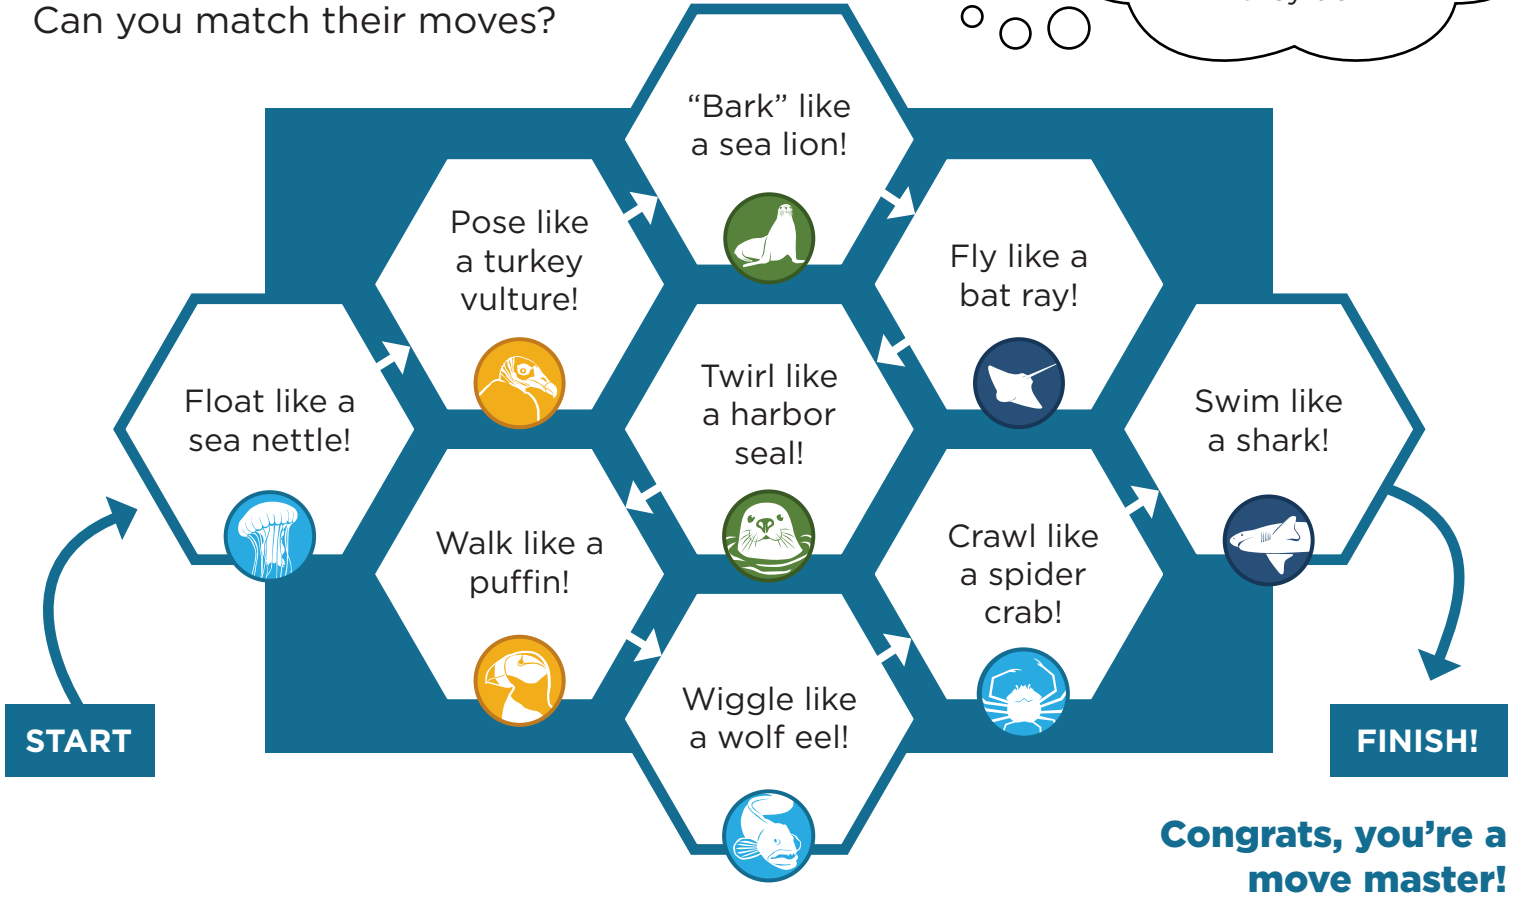 Can you match their moves?
“Bark” like
a sea lion!
Pose like
a turkey
vulture!
Fly like a
bat ray!
Float like a
sea nettle!
Twirl like
a harbor
seal!
Swim like
a shark!
Walk like a
puffin!
Crawl like
a spider
crab!
Wiggle like
a wolf eel!
START
FINISH!
Congrats, you’re a
move master!